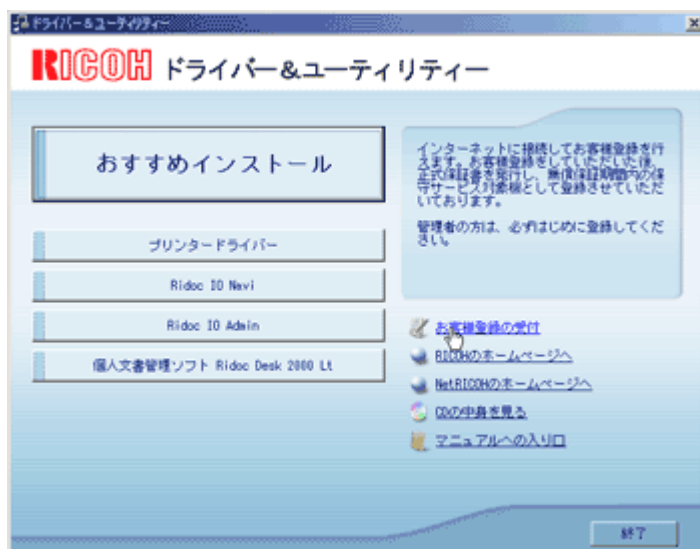 ドライバー&ユーティリティー
RICOH ドライバー&ユーティリティー
おすすめインストール
プリンタードライバー
Ridoc IO Navi
Ridoc IO Admin
個人文書管理ソフト Ridoc Desk 2000 Lt
インターネットに接続してお客様登録を行
えます。お客様登録をしていただいた後、
正式保証書を発行し、無償保証期間内の保
守サービス対象機として登録させていただ
いております。
管理者の方は、必ずはじめに登録してくだ
さい。
お客様登録の受付
RICOHのホームページへ
NetRICOHのホームページへ
CDの中身を見る
マニュアルへの入り口
終了